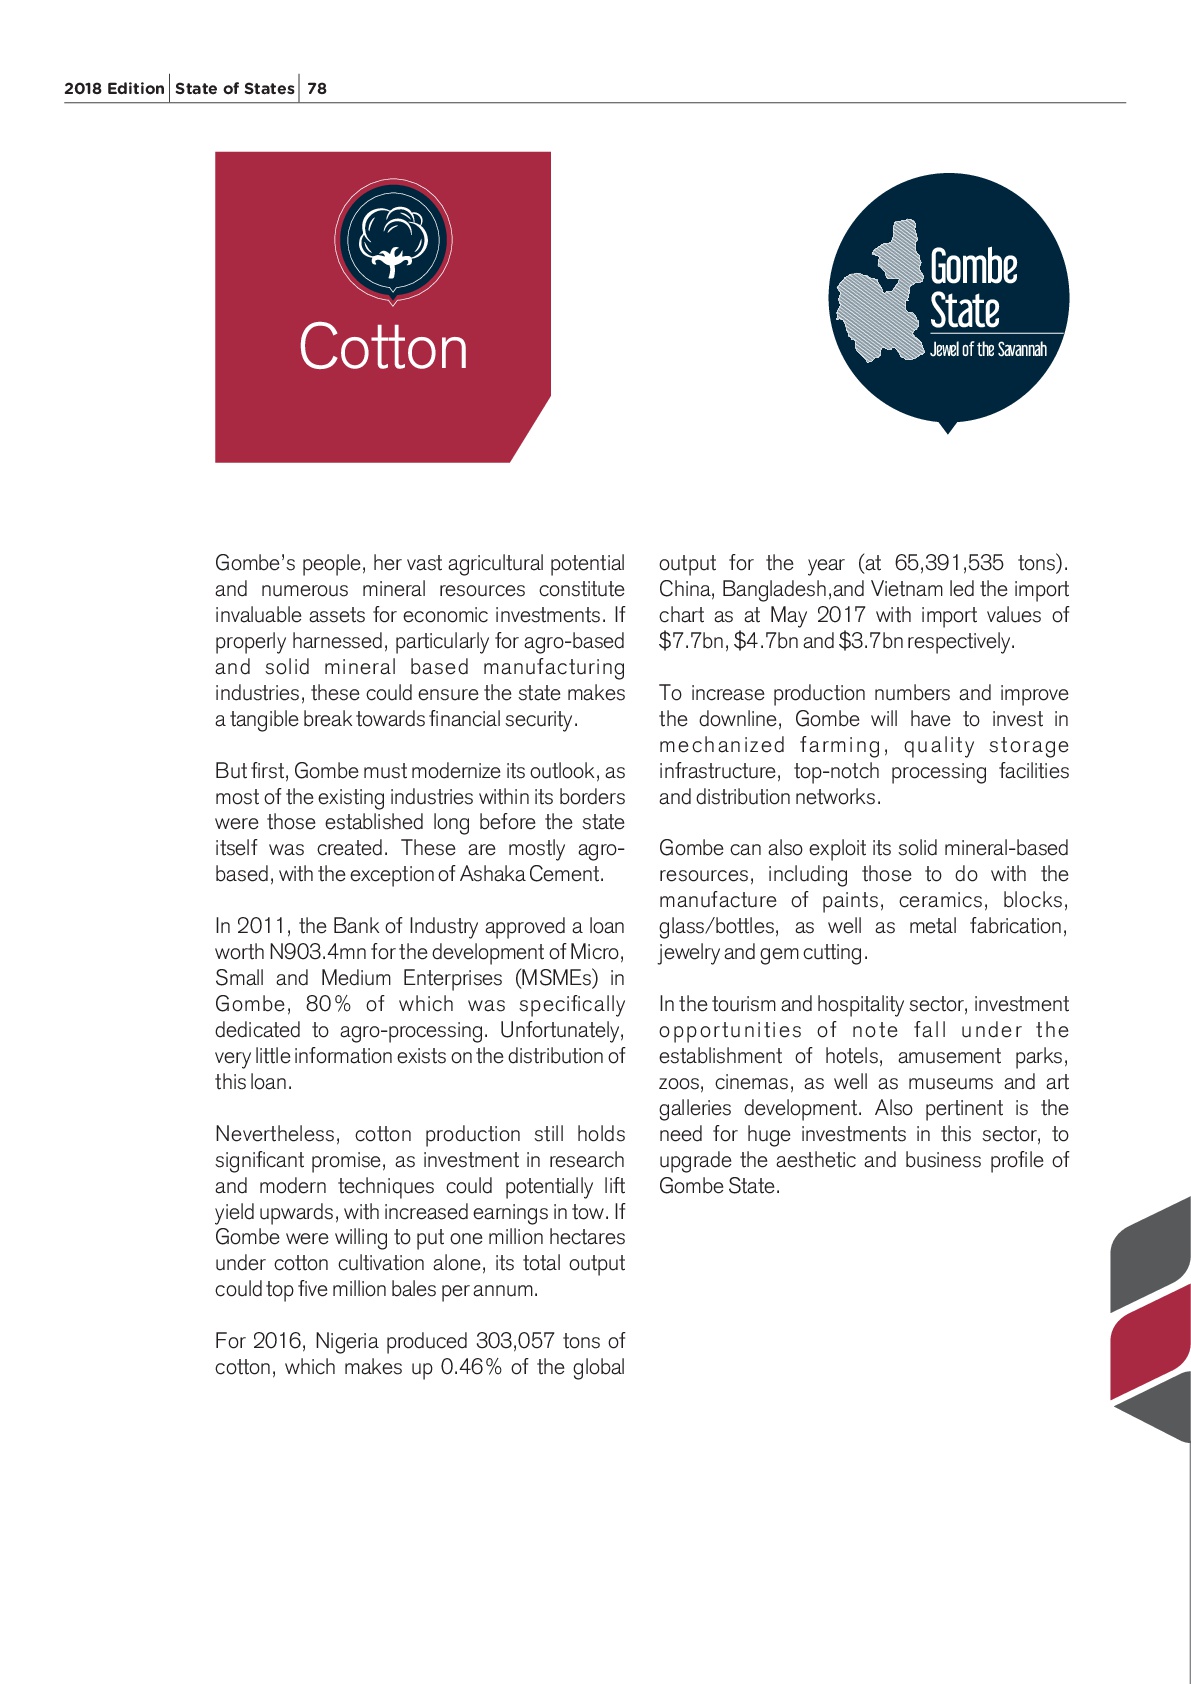 2018 Edition State of States 78
Cotton
Gombe
State
Jewel of the Savannah
Gombe's people, her vast agricultural potential
and numerous mineral resources constitute
invaluable assets for economic investments. If
properly harnessed, particularly for agro-based
and solid mineral based manufacturing
industries, these could ensure the state makes
a tangible break towards financial security.
But first, Gombe must modernize its outlook, as
most of the existing industries within its borders
were those established long before the state
itself was created. These are mostly agro-
based, with the exception of Ashaka Cement.
In 2011, the Bank of Industry approved a loan
worth N903.4mn for the development of Micro,
Small and Medium Enterprises (MSMEs) in
Gombe, 80% of which was specifically
dedicated to agro-processing. Unfortunately,
very little information exists on the distribution of
this loan.
Nevertheless, cotton production still holds
significant promise, as investment in research
and modern techniques could potentially lift
yield upwards, with increased earnings in tow. If
Gombe were willing to put one million hectares
under cotton cultivation alone, its total output
could top five million bales per annum.
For 2016, Nigeria produced 303,057 tons of
cotton, which makes up 0.46% of the global
output for the year (at 65,391,535 tons).
China, Bangladesh,and Vietnam led the import
chart as at May 2017 with import values of
$7.7bn, $4.7bn and $3.7bn respectively.
To increase production numbers and improve
the downline, Gombe will have to invest in
mechanized farming, quality storage
infrastructure, top-notch processing facilities
and distribution networks.
Gombe can also exploit its solid mineral-based
resources, including those to do with the
manufacture of paints, ceramics, blocks,
glass/bottles, as well as metal fabrication,
jewelry and gem cutting.
In the tourism and hospitality sector, investment
opportunities of note fall under the
establishment of hotels, amusement parks,
zoos, cinemas, as well as museums and art
galleries development. Also pertinent is the
need for huge investments in this sector, to
upgrade the aesthetic and business profile of
Gombe State.